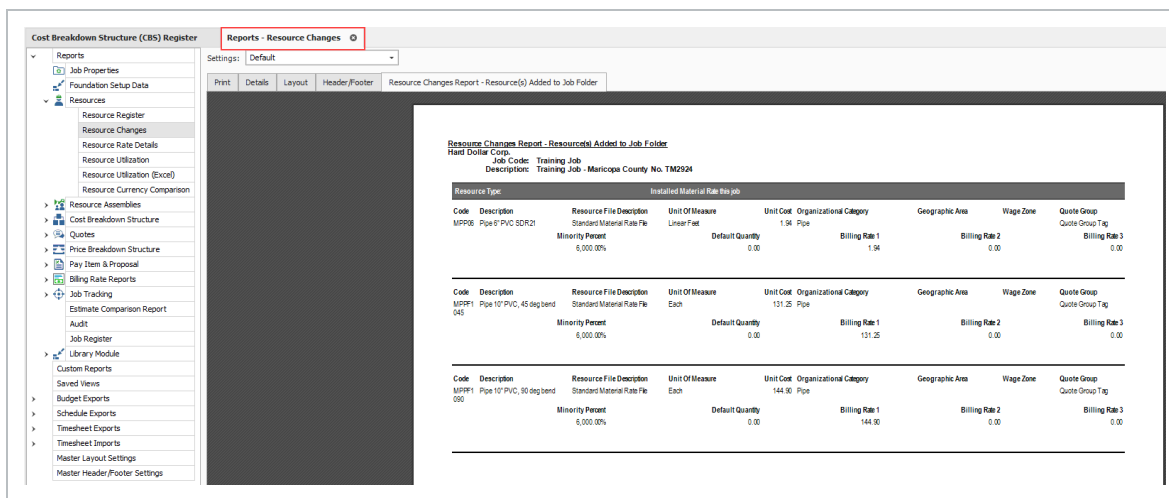 Cost Breakdown Structure (CBS) Register
Reports - Resource Changes
Reports
Job Properties
Foundation Setup Data
Resources
Resource Register
Resource Changes
Resource Rate Details
Resource Utilization
Resource Utilization (Excel)
Resource Currency Comparison
Resource Assemblies
Cost Breakdown Structure
Quotes
Price Breakdown Structure
Pay Item & Proposal
Billing Rate Reports
Job Tracking
Estimate Comparison Report
Audit
Job Register
Library Module
Custom Reports
Saved Views
Budget Exports
Schedule Exports
Timesheet Exports
Timesheet Imports
Master Layout Settings
Master Header/Footer Settings
Settings: Default
Print Details Layout Header/Footer Resource Changes Report - Resource(s) Added to Job Folder
Resource Changes Report - Resource(s) Added to Job Folder
Hard Dollar Corp.
Job Code: Training Job
Description: Training Job - Maricopa County No. TM2924
Resource Type: Installed Material Rate this job
Code Description Resource File Description Unit Of Measure Unit Cost Organizational Category Geographic Area Wage Zone Quote Group
MPP06 Pipe 6" PVC SDR21 Standard Material Rate File Linear Feet 1.94 Pipe Quote Group Tag
Minority Percent Default Quantity Billing Rate 1 Billing Rate 2 Billing Rate 3
6,000.00% 0.00 1.94 0.00 0.00
Code Description Resource File Description Unit Of Measure Unit Cost Organizational Category Geographic Area Wage Zone Quote Group
MPPF1 Pipe 10" PVC, 45 deg bend Standard Material Rate File Each 131.25 Pipe Quote Group Tag
045
Minority Percent Default Quantity Billing Rate 1 Billing Rate 2 Billing Rate 3
6,000.00% 0.00 131.25 0.00 0.00
Code Description Resource File Description Unit Of Measure Unit Cost Organizational Category Geographic Area Wage Zone Quote Group
MPPF1 Pipe 10" PVC, 90 deg bend Standard Material Rate File Each 144.90 Pipe Quote Group Tag
090
Minority Percent Default Quantity Billing Rate 1 Billing Rate 2 Billing Rate 3
6,000.00% 0.00 144.90 0.00 0.00